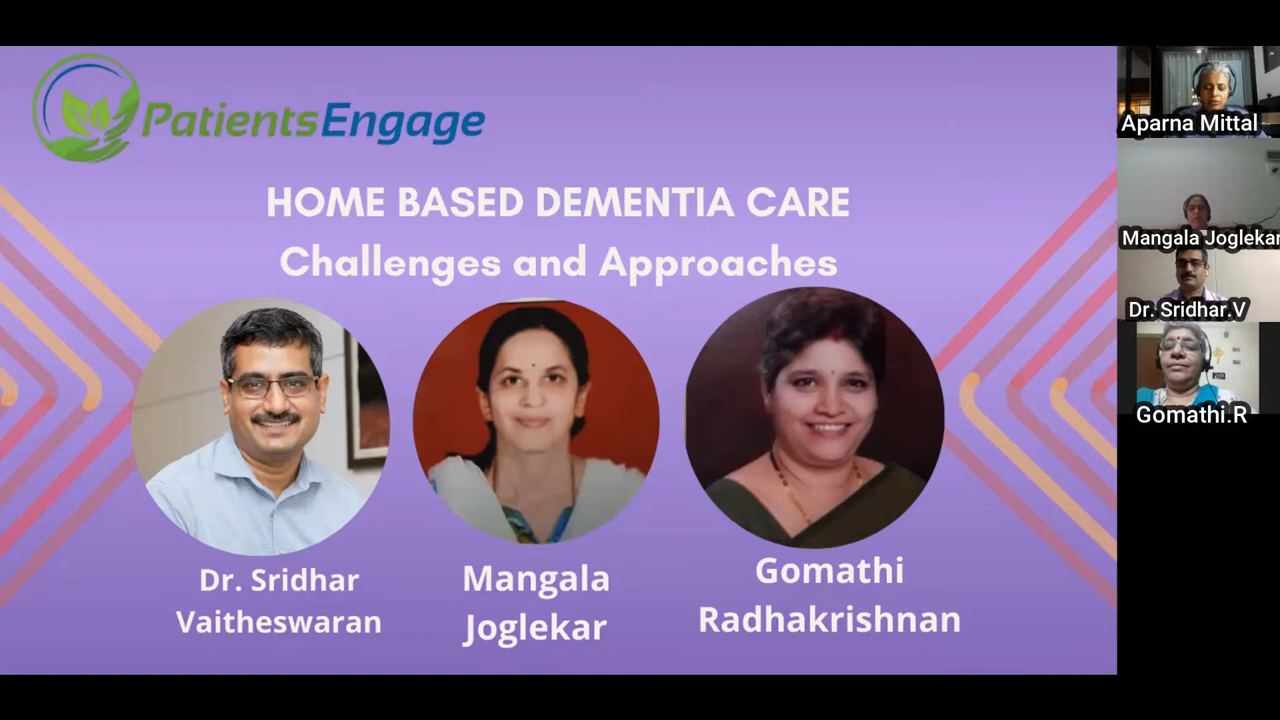 PatientsEngage
HOME BASED DEMENTIA CARE
Challenges and Approaches
Dr. Sridhar
Vaitheswaran
Mangala
Joglekar
Gomathi
Radhakrishnan
Aparna Mittal
Mangala Joglekar
Dr. Sridhar.V
Gomathi.R